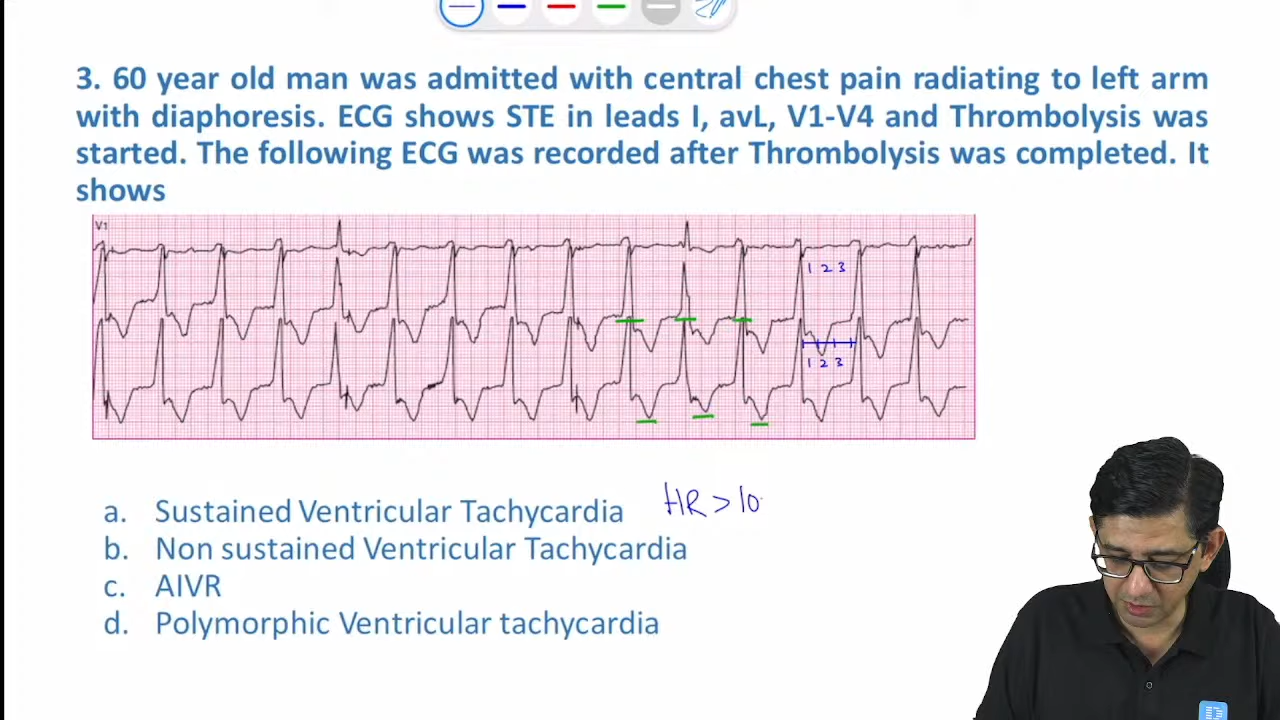 3. 60 year old man was admitted with central chest pain radiating to left arm
with diaphoresis. ECG shows STE in leads I, avL, V1-V4 and Thrombolysis was
started. The following ECG was recorded after Thrombolysis was completed. It
shows
V1
1 2 3
1 2 3
a. Sustained Ventricular Tachycardia HR > 10
b. Non sustained Ventricular Tachycardia
c. AIVR
d. Polymorphic Ventricular tachycardia